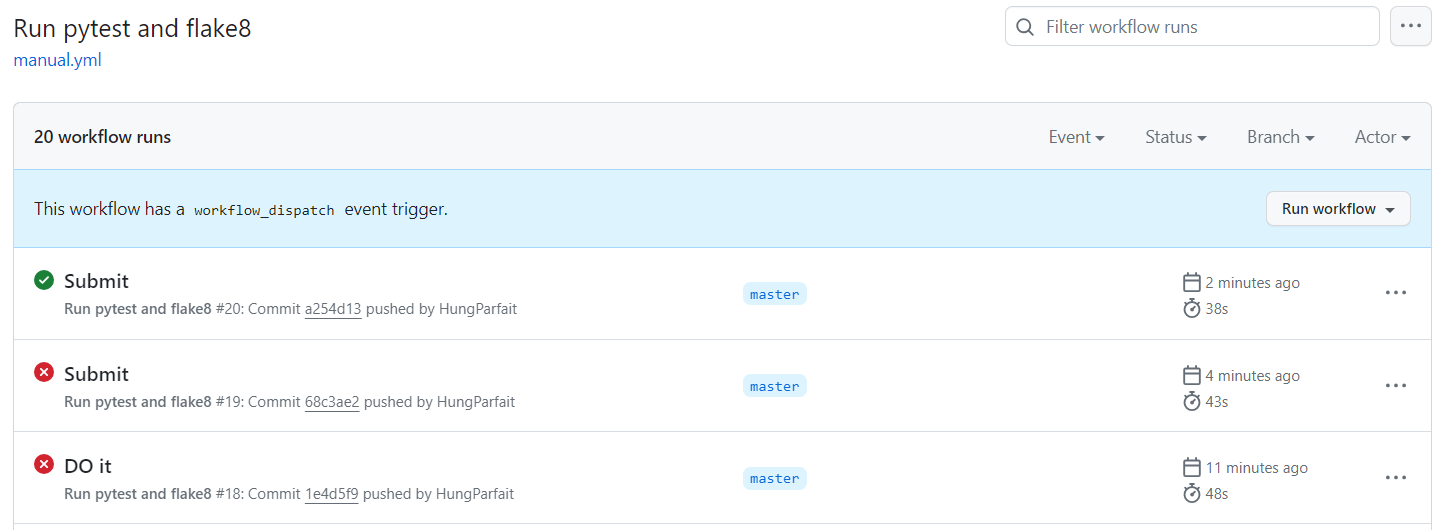 Run pytest and flake8
Filter workflow runs
manual.yml
20 workflow runs
Event
Status
Branch
Actor
This workflow has a workflow_dispatch event trigger.
Run workflow
Submit
Run pytest and flake8 #20: Commit a254d13 pushed by HungParfait
master
2 minutes ago
38s
Submit
Run pytest and flake8 #19: Commit 68c3ae2 pushed by HungParfait
master
4 minutes ago
43s
DO it
Run pytest and flake8 #18: Commit 1e4d5f9 pushed by HungParfait
master
11 minutes ago
48s